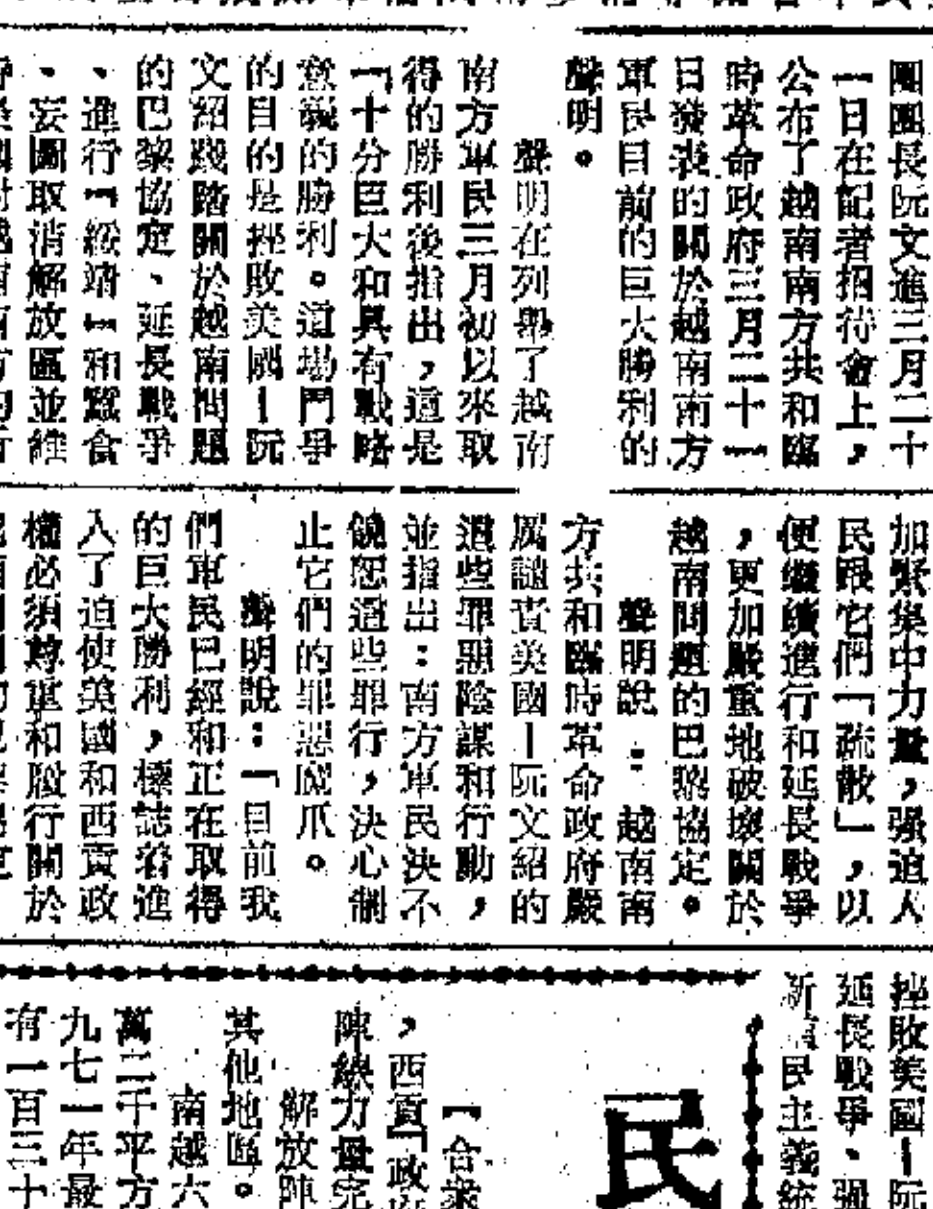 團團長阮文進三月二十
一日在記者招待會上，
公布了越南南方共和臨
時革命政府三月二十一
日發表的關於越南南方
軍民目前的巨大勝利的
聲明。
聲明在列舉了越南
南方軍民三月初以來取
得的勝利後指出，這是
「十分巨大和具有戰略
意義的勝利。這場鬥爭
的目的是挫敗美國｜阮
文紹踐踏關於越南問題
的巴黎協定、延長戰爭
、進行「綏靖」和蠶食
、妄圖取消解放區並維
加緊集中力量，强迫人
民跟它們「疏散」，以
便繼續進行和延長戰爭
，更加嚴重地破壞關於
越南問題的巴黎協定。
聲明說：越南南
方共和臨時革命政府嚴
厲譴責美國｜阮文紹的
這些罪惡陰謀和行動，
並指出：南方軍民決不
饒恕這些罪行，決心制
止它們的罪惡魔爪。
聲明說：「目前我
們軍民已經和正在取得
的巨大勝利，標誌着進
入了迫使美國和西貢政
權必須尊重和履行關於
挫敗美國｜阮
延長戰爭、强
新 民主義統
民
「合衆
，西貢「政
陣線力量完
解放陣
其他地區。
南越六
萬二千平方
九七一年最
有一百三十